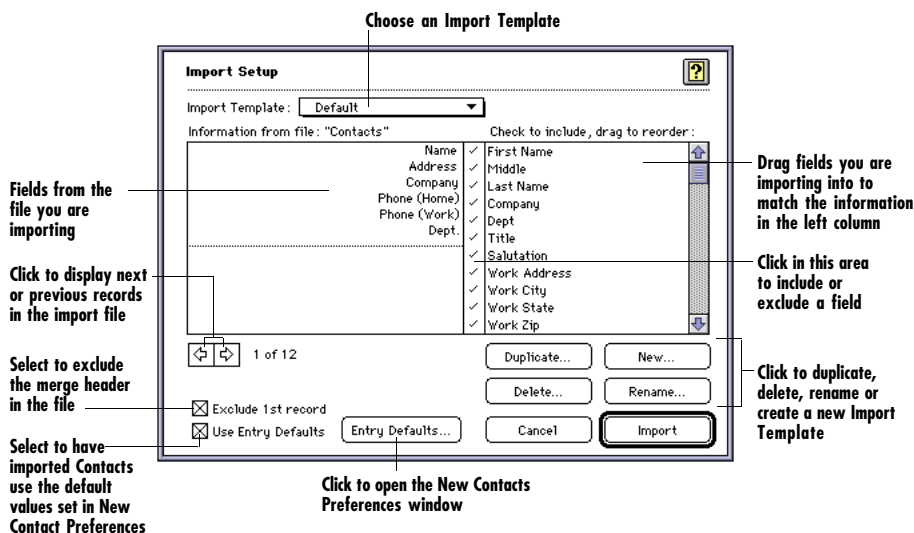 Choose an Import Template
Import Setup
?
Import Template: Default
Information from file: "Contacts"
Check to include, drag to reorder:
Name
Address
Company
Phone (Home)
Phone (Work)
Dept.
✓ First Name
✓ Middle
✓ Last Name
✓ Company
✓ Dept
✓ Title
✓ Salutation
✓ Work Address
✓ Work City
✓ Work State
✓ Work Zip
1 of 12
Duplicate...
New...
Delete...
Rename...
Exclude 1st record
Use Entry Defaults
Entry Defaults...
Cancel
Import
Fields from the
file you are
importing
Click to display next
or previous records
in the import file
Select to exclude
the merge header
in the file
Select to have
imported Contacts
use the default
values set in New
Contact Preferences
Click to open the New Contacts
Preferences window
Drag fields you are
importing into to
match the information
in the left column
Click in this area
to include or
exclude a field
Click to duplicate,
delete, rename or
create a new Import
Template